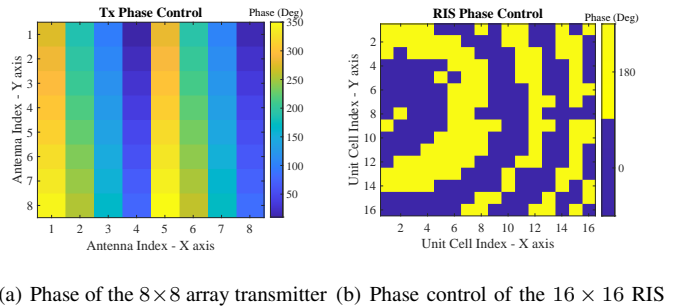 Tx Phase Control
Phase (Deg)
1
2
3
4
5
6
7
8
Antenna Index - Y axis
1 2 3 4 5 6 7 8
Antenna Index - X axis
350
300
250
200
150
100
50
RIS Phase Control
Phase (Deg)
2
4
6
8
10
12
14
16
Unit Cell Index - Y axis
2 4 6 8 10 12 14 16
Unit Cell Index - X axis
180
0
(a) Phase of the 8×8 array transmitter (b) Phase control of the 16 × 16 RIS